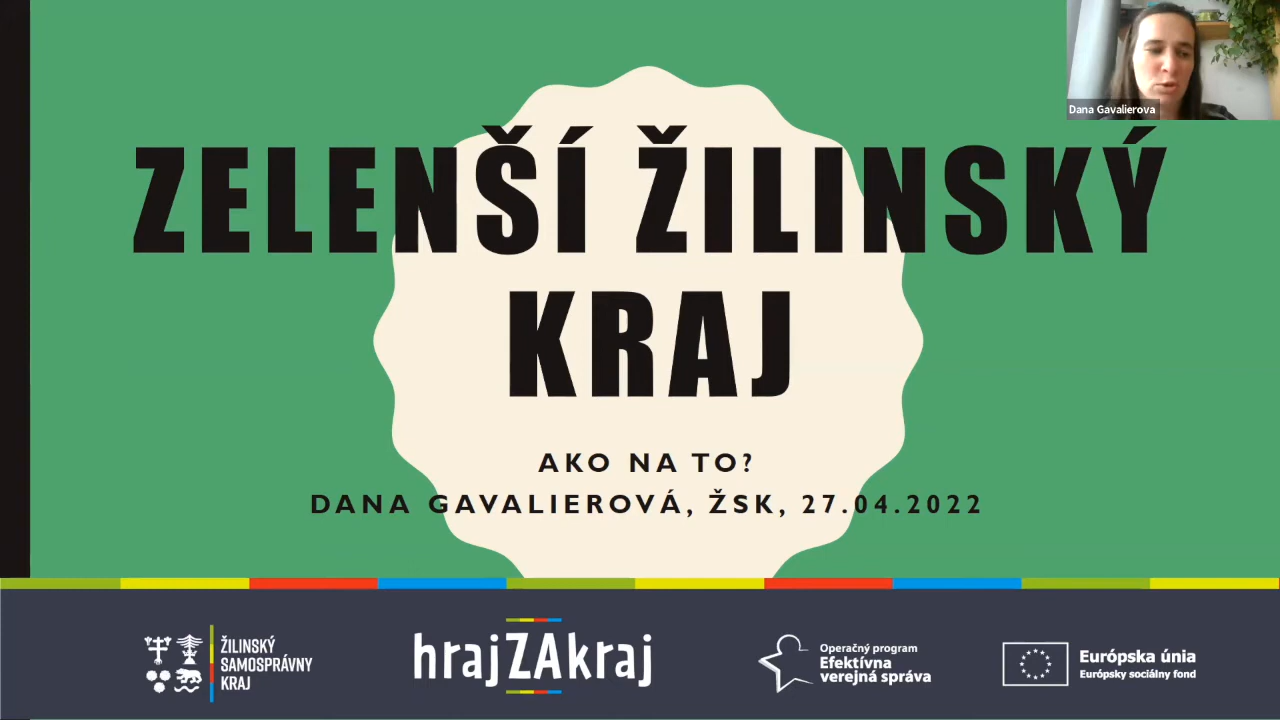 Dana Gavalierova
ZELENŠÍ ŽILINSKÝ
KRAJ
AKO NA TO?
DANA GAVALIEROVÁ, ŽSK, 27.04.2022
ŽILINSKÝ
SAMOSPRÁVNY
KRAJ
hrajZAkraj
Operačný program
Efektívna
verejná správa
Európska únia
Európsky sociálny fond